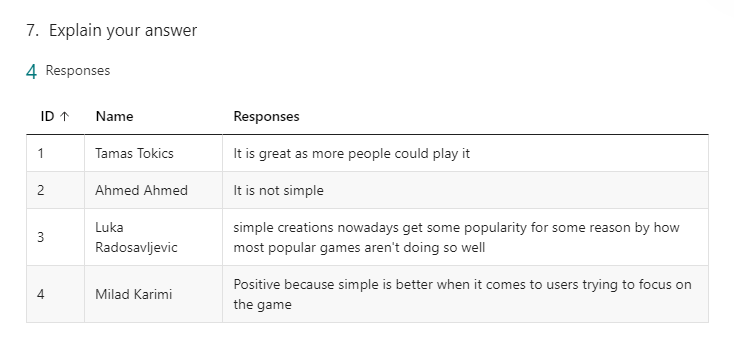 7. Explain your answer
4 Responses
ID ↑ Name Responses
1 Tamas Tokics It is great as more people could play it
2 Ahmed Ahmed It is not simple
3 Luka Radosavljevic simple creations nowadays get some popularity for some reason by how
most popular games aren't doing so well
4 Milad Karimi Positive because simple is better when it comes to users trying to focus on
the game